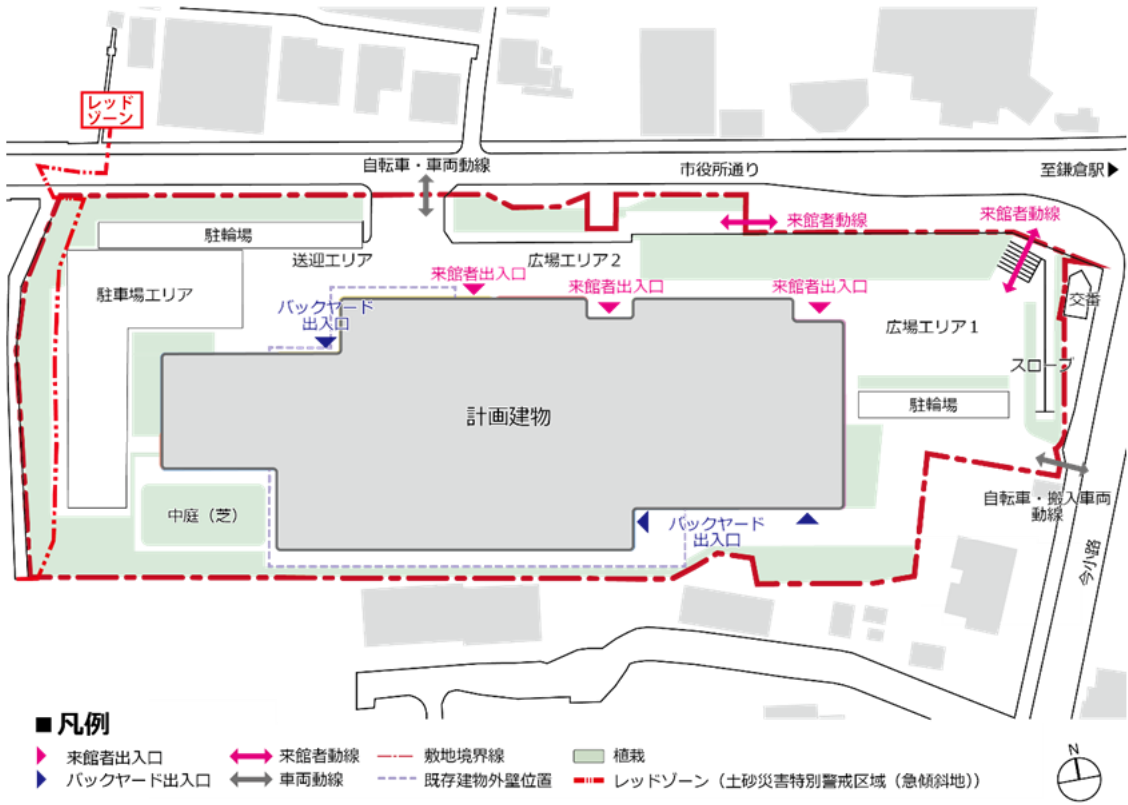 レッド
ゾーン
自転車・車両動線
市役所通り
至鎌倉駅▶
来館者動線
来館者動線
駐輪場
送迎エリア
広場エリア2
来館者出入口
来館者出入口
来館者出入口
駐車場エリア
バックヤード
出入口
交番
広場エリア1
スロープ
計画建物
駐輪場
中庭（芝）
自転車・搬入車両
動線
バックヤード
出入口
今小路
■凡例
来館者出入口
来館者動線
敷地境界線
植栽
バックヤード出入口
車両動線
既存建物外壁位置
レッドゾーン（土砂災害特別警戒区域（急傾斜地））
N